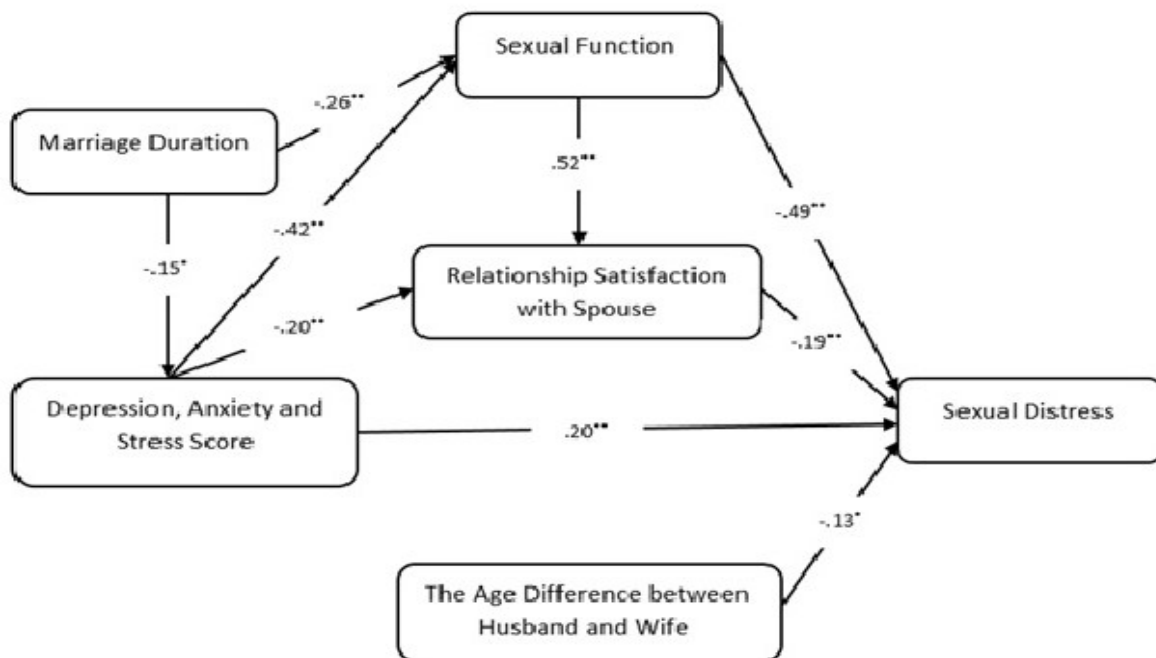 Sexual Function
-.26**
Marriage Duration
.52**
-.42**
-.49**
-.15*
Relationship Satisfaction
with Spouse
-.20**
-.19**
Depression, Anxiety and
Stress Score
Sexual Distress
.20**
-.13*
The Age Difference between
Husband and Wife